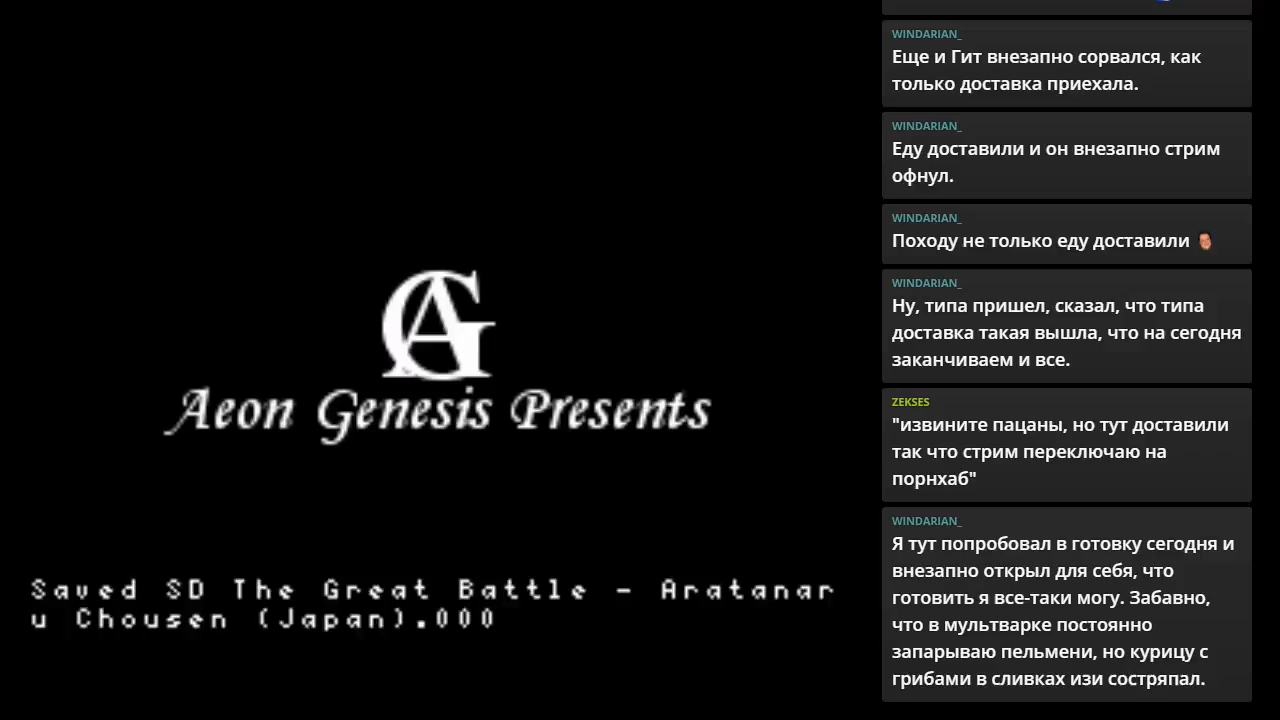 AG
Aeon Genesis Presents
Saved SD The Great Battle - Aratanar
u Chousen (Japan).000
WINDARIAN_
Еще и Гит внезапно сорвался, как
только доставка приехала.
WINDARIAN_
Еду доставили и он внезапно стрим
офнул.
WINDARIAN_
Походу не только еду доставили
WINDARIAN_
Ну, типа пришел, сказал, что типа
доставка такая вышла, что на сегодня
заканчиваем и все.
ZEKSES
"извините пацаны, но тут доставили
так что стрим переключаю на
порнхаб"
WINDARIAN_
Я тут попробовал в готовку сегодня и
внезапно открыл для себя, что
готовить я все-таки могу. Забавно,
что в мультварке постоянно
запарываю пельмени, но курицу с
грибами в сливках изи состряпал.